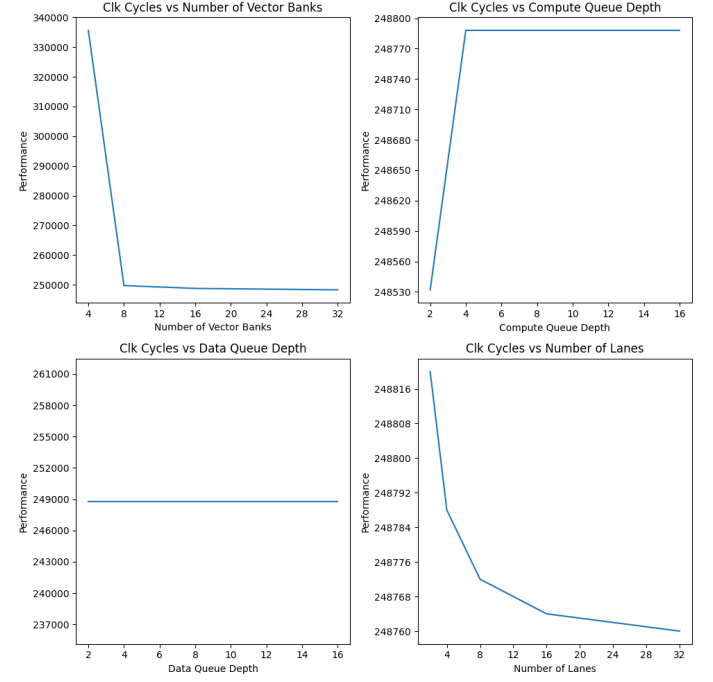 Clk Cycles vs Number of Vector Banks
Performance
340000
330000
320000
310000
300000
290000
280000
270000
260000
250000
4 8 12 16 20 24 28 32
Number of Vector Banks
Clk Cycles vs Compute Queue Depth
Performance
248800
248770
248740
248710
248680
248650
248620
248590
248560
248530
2 4 6 8 10 12 14 16
Compute Queue Depth
Clk Cycles vs Data Queue Depth
Performance
261000
258000
255000
252000
249000
246000
243000
240000
237000
2 4 6 8 10 12 14 16
Data Queue Depth
Clk Cycles vs Number of Lanes
Performance
248816
248808
248800
248792
248784
248776
248768
248760
4 8 12 16 20 24 28 32
Number of Lanes